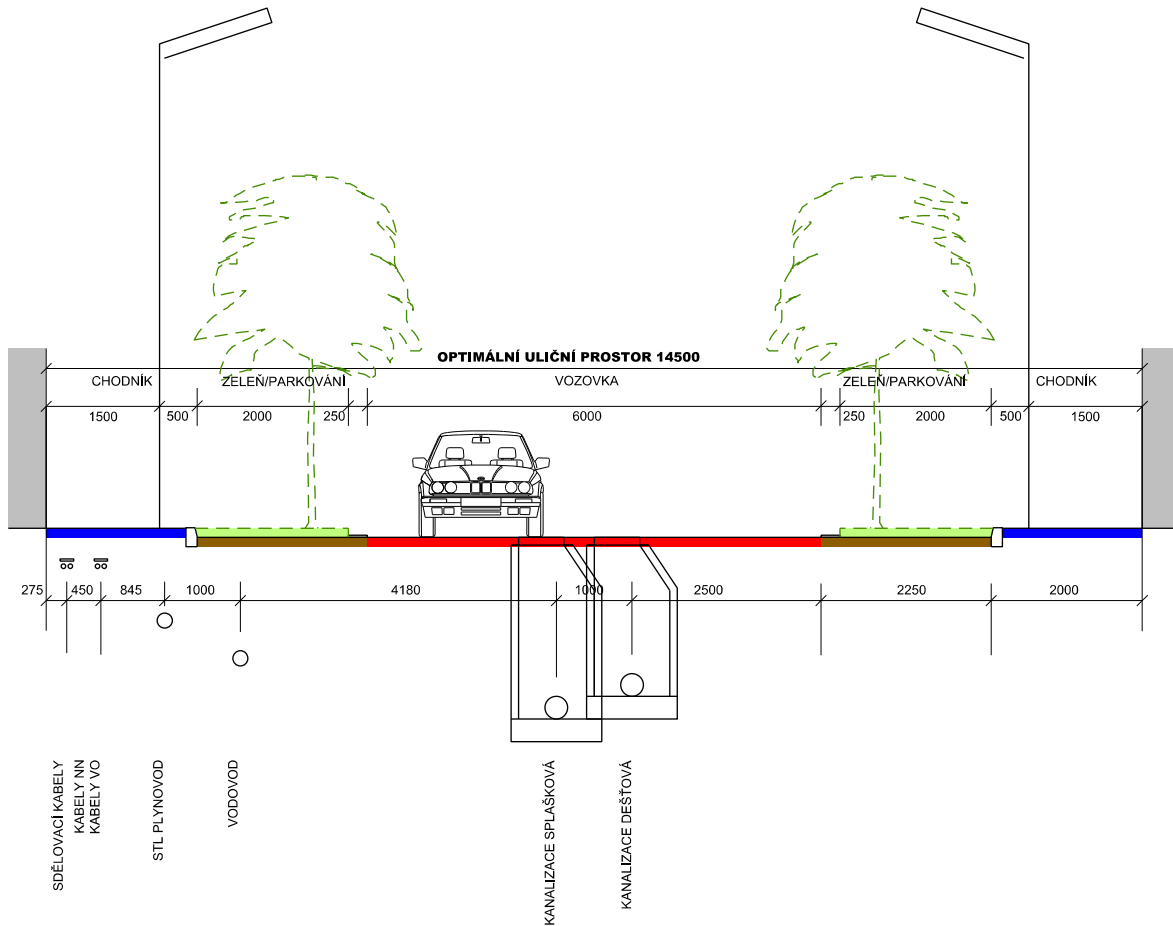 OPTIMÁLNÍ ULIČNÍ PROSTOR 14500
CHODNÍK ZELEŇ/PARKOVÁNÍ VOZOVKA ZELEŇ/PARKOVÁNÍ CHODNÍK
1500 500 2000 250 6000 250 2000 500 1500
275 450 845 1000 4180 1000 2500 2250 2000
SDĚLOVACÍ KABELY
KABELY NN
KABELY VO
STL PLYNOVOD
VODOVOD
KANALIZACE SPLAŠKOVÁ
KANALIZACE DEŠŤOVÁ